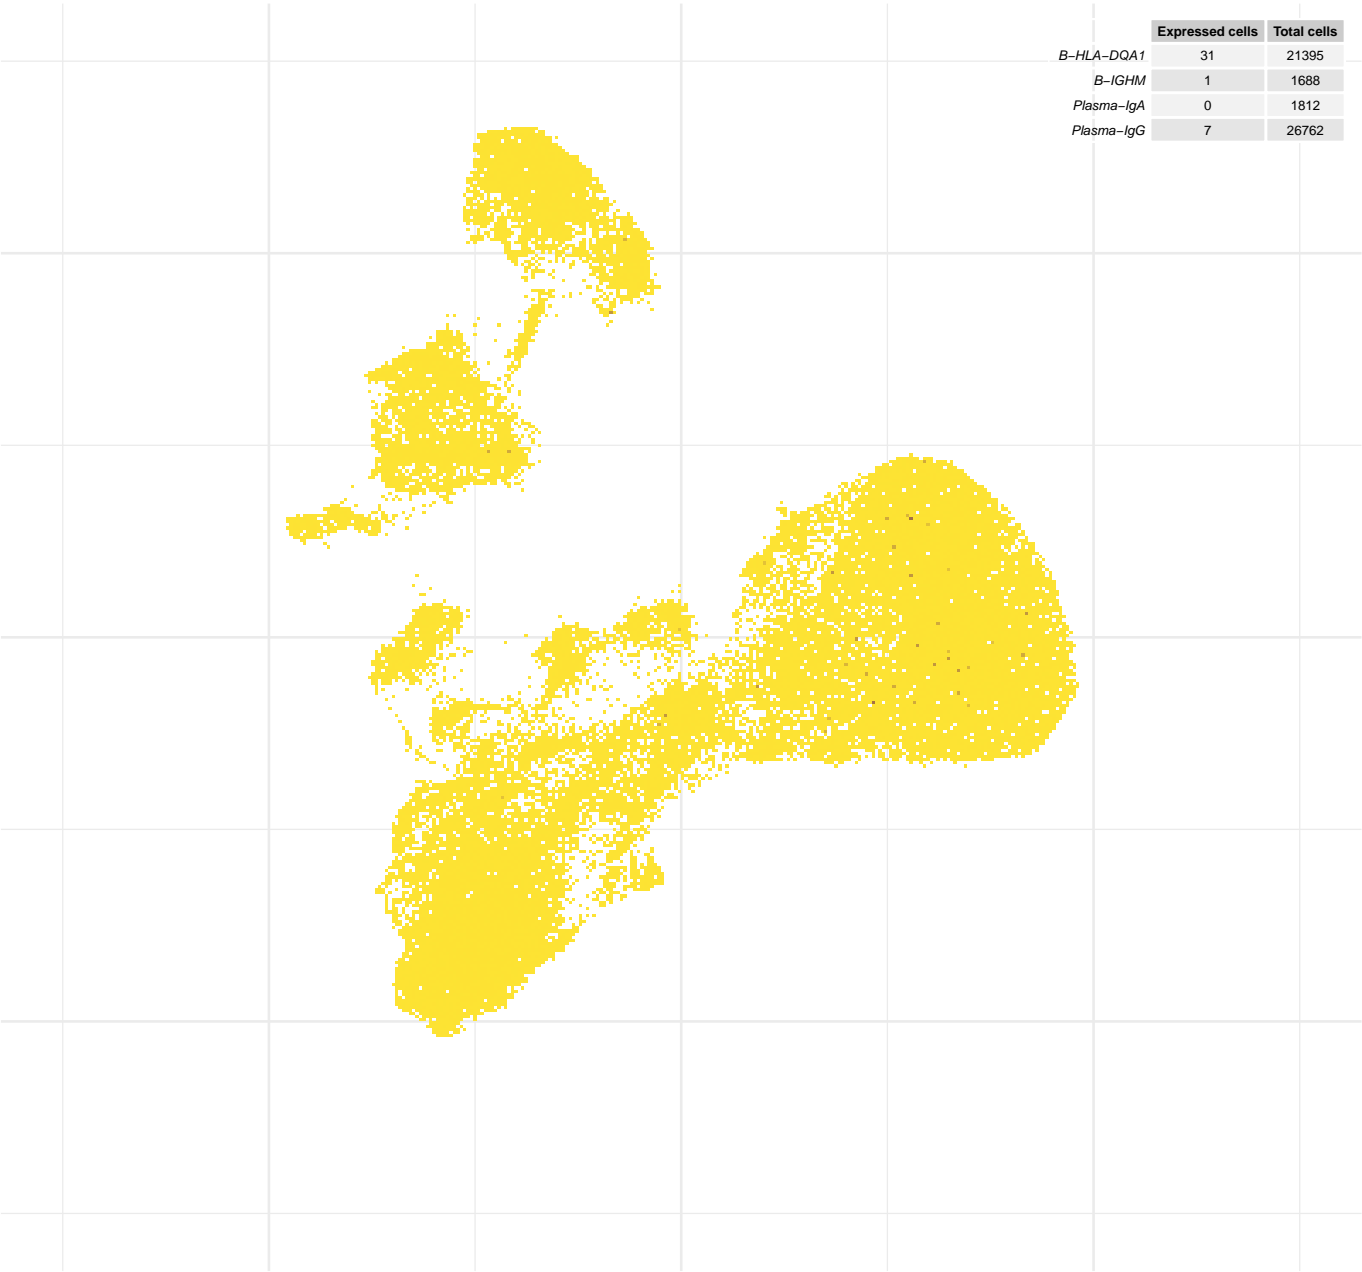 Expressed cells Total cells
B−HLA−DQA1 31 21395
B−IGHM 1 1688
Plasma−IgA 0 1812
Plasma−IgG 7 26762